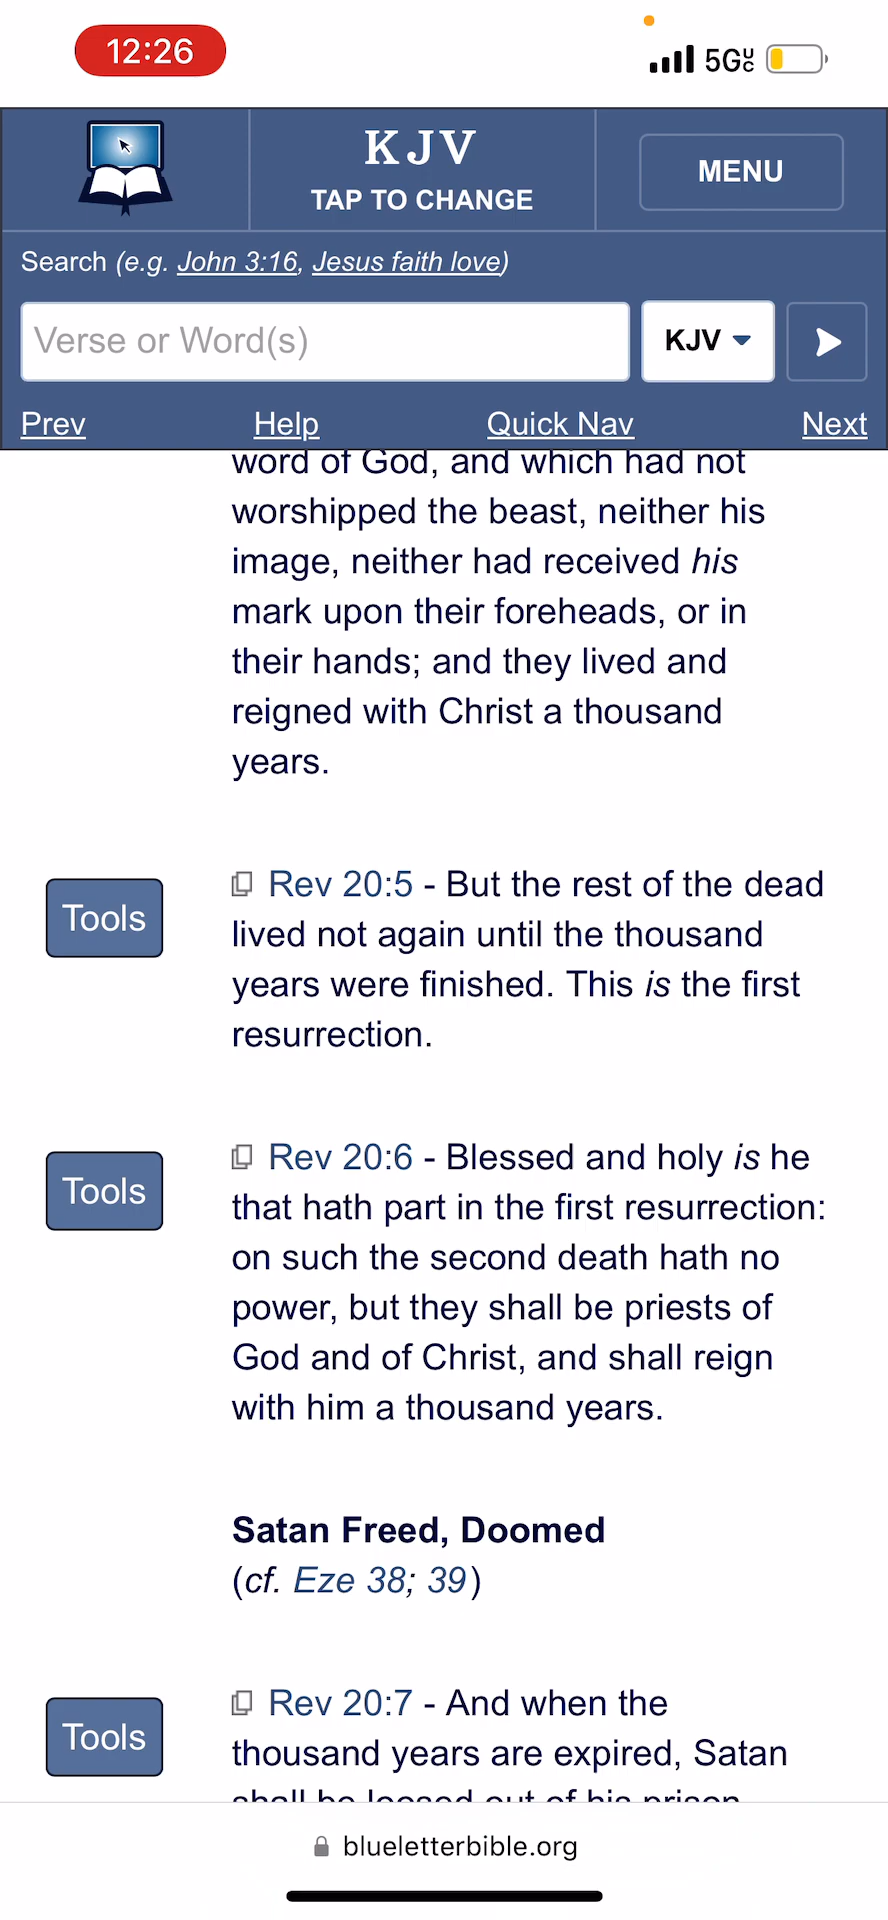 12:26
5G UC
KJV
TAP TO CHANGE
MENU
Search (e.g. John 3:16, Jesus faith love)
Verse or Word(s)
KJV
Prev Help Quick Nav Next
word of God, and which had not
worshipped the beast, neither his
image, neither had received his
mark upon their foreheads, or in
their hands; and they lived and
reigned with Christ a thousand
years.
Tools
Rev 20:5 - But the rest of the dead
lived not again until the thousand
years were finished. This is the first
resurrection.
Tools
Rev 20:6 - Blessed and holy is he
that hath part in the first resurrection:
on such the second death hath no
power, but they shall be priests of
God and of Christ, and shall reign
with him a thousand years.
Satan Freed, Doomed
(cf. Eze 38; 39)
Tools
Rev 20:7 - And when the
thousand years are expired, Satan
shall be loosed out of his prison
blueletterbible.org